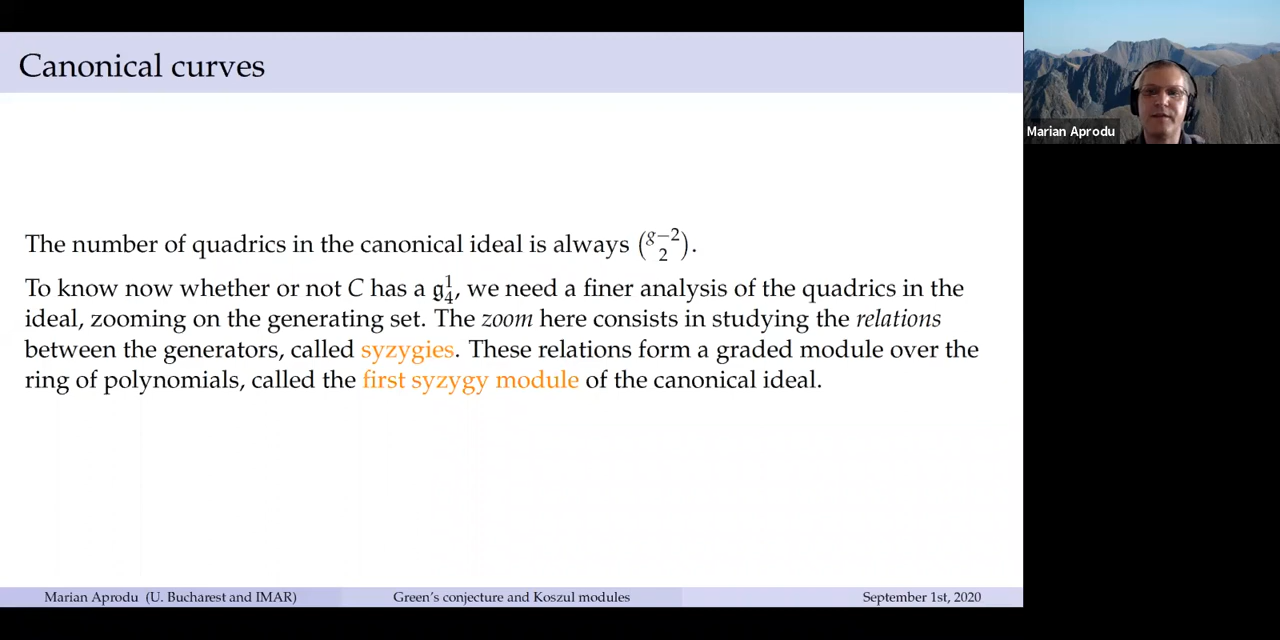 Canonical curves
The number of quadrics in the canonical ideal is always $\binom{g-2}{2}$.
To know now whether or not C has a $\mathfrak{g}^1_4$, we need a finer analysis of the quadrics in the
ideal, zooming on the generating set. The zoom here consists in studying the relations
between the generators, called syzygies. These relations form a graded module over the
ring of polynomials, called the first syzygy module of the canonical ideal.
Marian Aprodu (U. Bucharest and IMAR)
Green's conjecture and Koszul modules
September 1st, 2020
Marian Aprodu